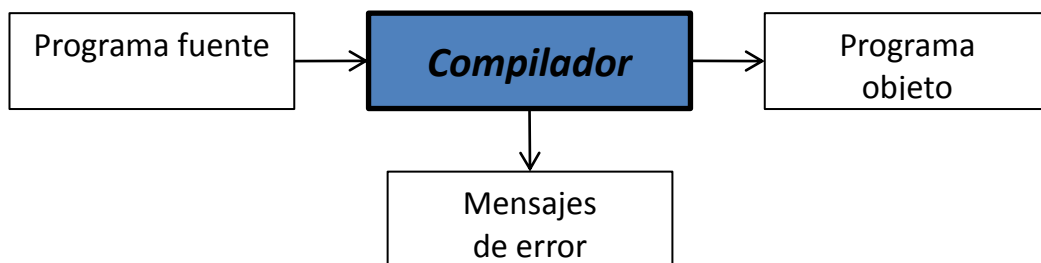 Programa fuente
Compilador
Programa
objeto
Mensajes
de error